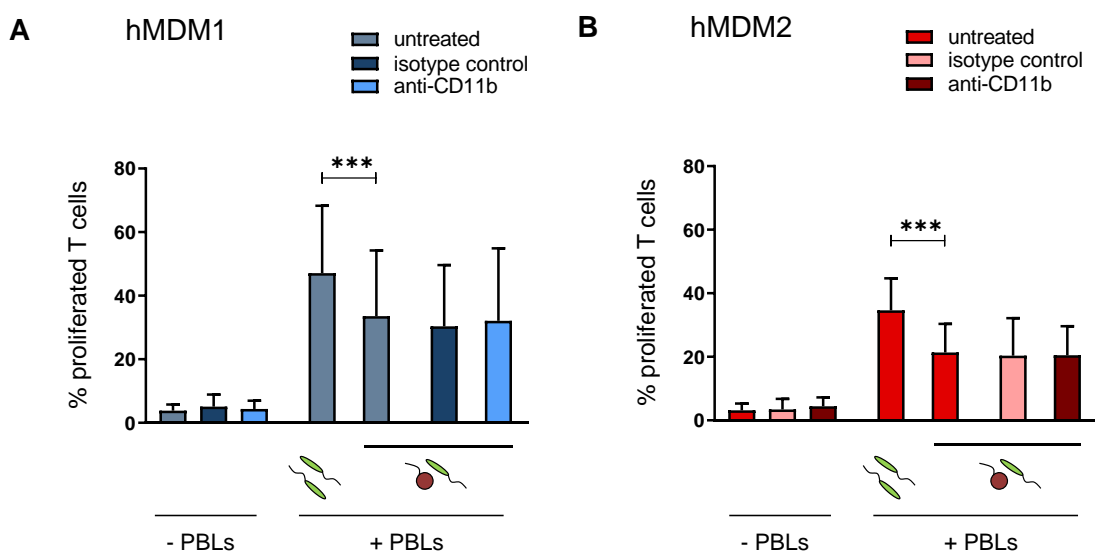 A
hMDM1
untreated
isotype control
anti-CD11b
% proliferated T cells
80
60
40
20
0
***
- PBLs
+ PBLs
B
hMDM2
untreated
isotype control
anti-CD11b
% proliferated T cells
80
60
40
20
0
***
- PBLs
+ PBLs